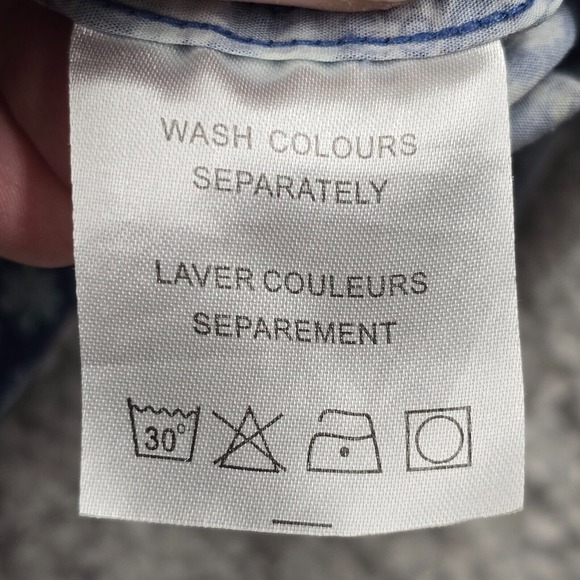 WASH COLOURS
SEPARATELY
LAVER COULEURS
SEPAREMENT
30°